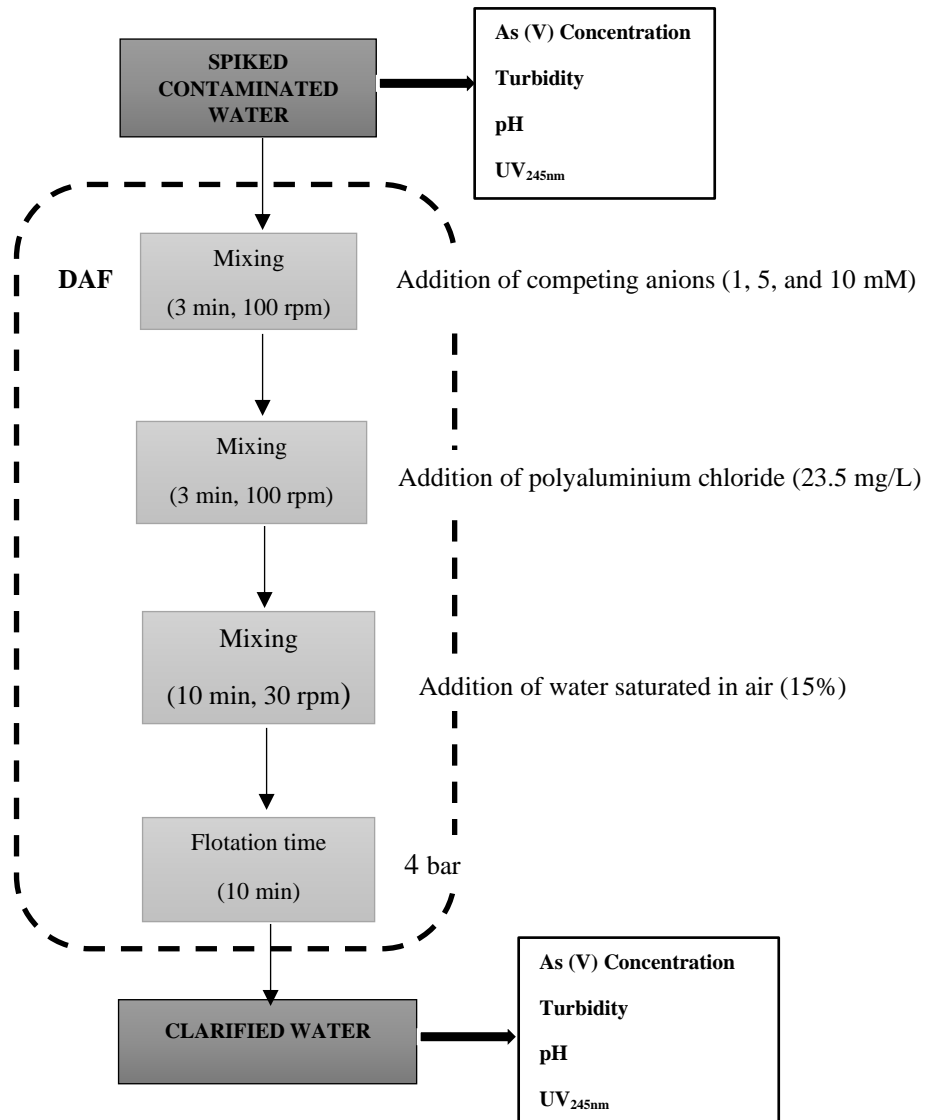 SPIKED
CONTAMINATED
WATER
As (V) Concentration
Turbidity
pH
UV245nm
DAF
Mixing
(3 min, 100 rpm)
Addition of competing anions (1, 5, and 10 mM)
Mixing
(3 min, 100 rpm)
Addition of polyaluminium chloride (23.5 mg/L)
Mixing
(10 min, 30 rpm)
Addition of water saturated in air (15%)
Flotation time
(10 min)
4 bar
CLARIFIED WATER
As (V) Concentration
Turbidity
pH
UV245nm